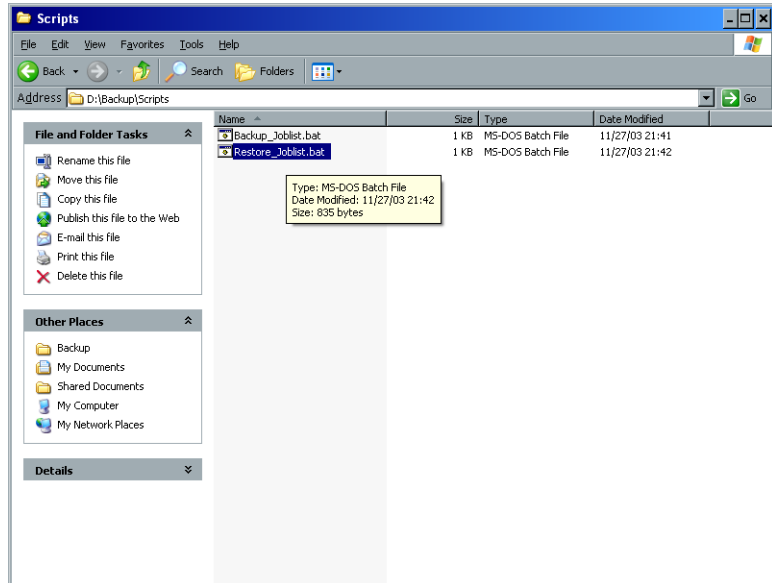 Scripts
File Edit View Favorites Tools Help
Back Search Folders
Address D:\Backup\Scripts Go
Name Size Type Date Modified
Backup_Joblist.bat 1 KB MS-DOS Batch File 11/27/03 21:41
Restore_Joblist.bat 1 KB MS-DOS Batch File 11/27/03 21:42
Type: MS-DOS Batch File
Date Modified: 11/27/03 21:42
Size: 835 bytes
File and Folder Tasks
Rename this file
Move this file
Copy this file
Publish this file to the Web
E-mail this file
Print this file
Delete this file
Other Places
Backup
My Documents
Shared Documents
My Computer
My Network Places
Details